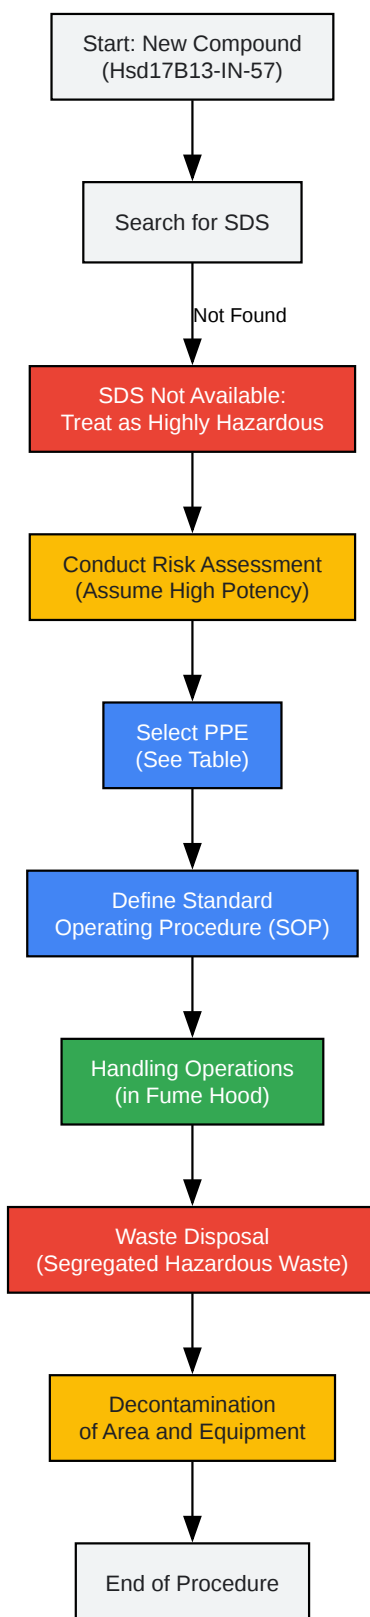 Start: New Compound
(Hsd17B13-IN-57)
Search for SDS
Not Found
SDS Not Available:
Treat as Highly Hazardous
Conduct Risk Assessment
(Assume High Potency)
Select PPE
(See Table)
Define Standard
Operating Procedure (SOP)
Handling Operations
(in Fume Hood)
Waste Disposal
(Segregated Hazardous Waste)
Decontamination
of Area and Equipment
End of Procedure